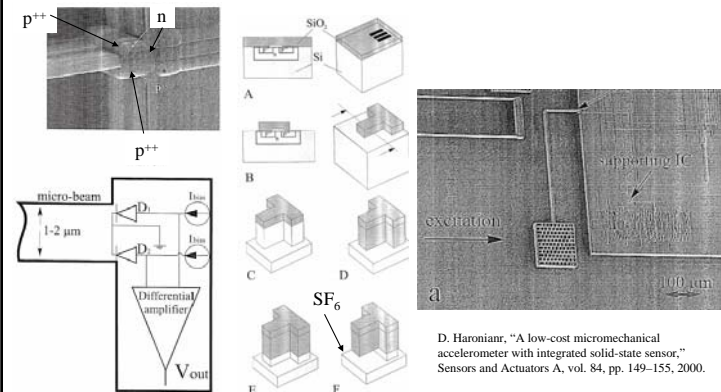 p++
n
p
p++
micro-beam
1-2 μm
D1
D2
Ibias
Ibias
Differential
amplifier
Vout
SiO2
Si
A
B
C
D
E
F
SF6
supporting IC
excitation
a
100 μm
D. Haronianr, “A low-cost micromechanical
accelerometer with integrated solid-state sensor,”
Sensors and Actuators A, vol. 84, pp. 149–155, 2000.